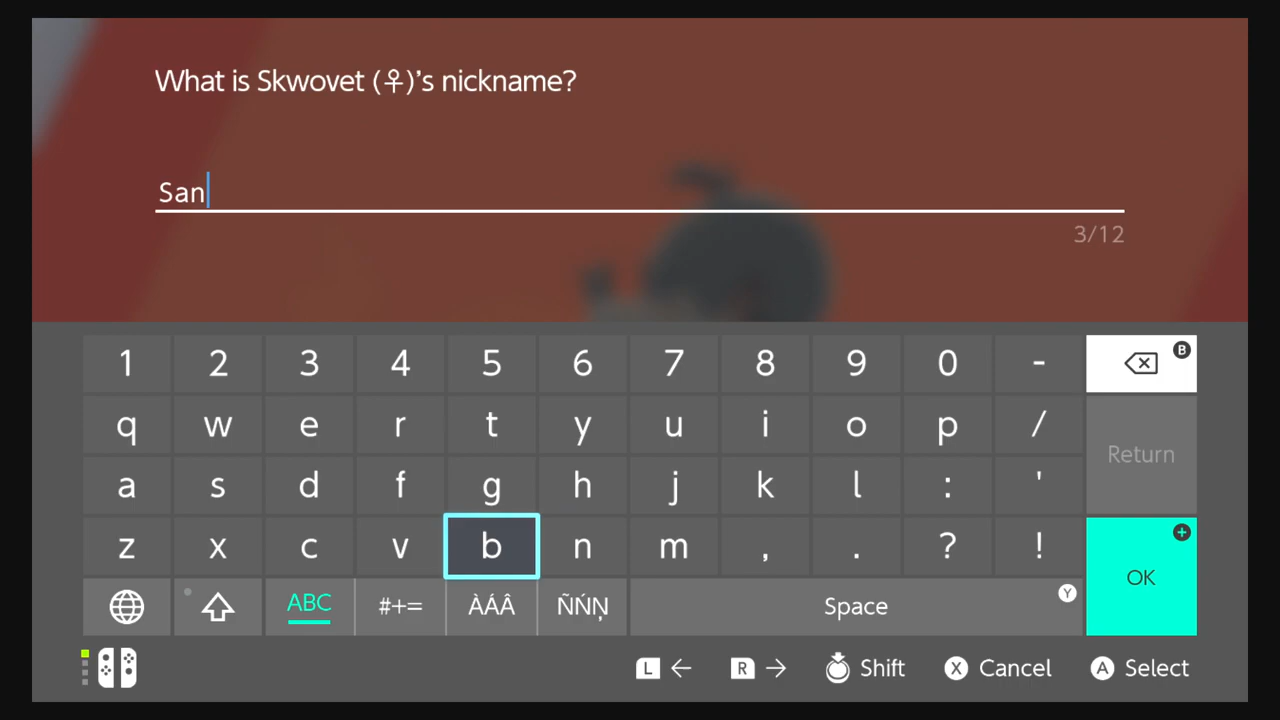 What is Skwovet (♀)'s nickname?
San
3/12
1 2 3 4 5 6 7 8 9 0 -
B
q w e r t y u i o p /
Return
a s d f g h j k l : '
z x c v b n m , . ? !
+
OK
ABC #+= ÀÁÂ ÑŃŅ Space Y
L ← R → Shift X Cancel A Select